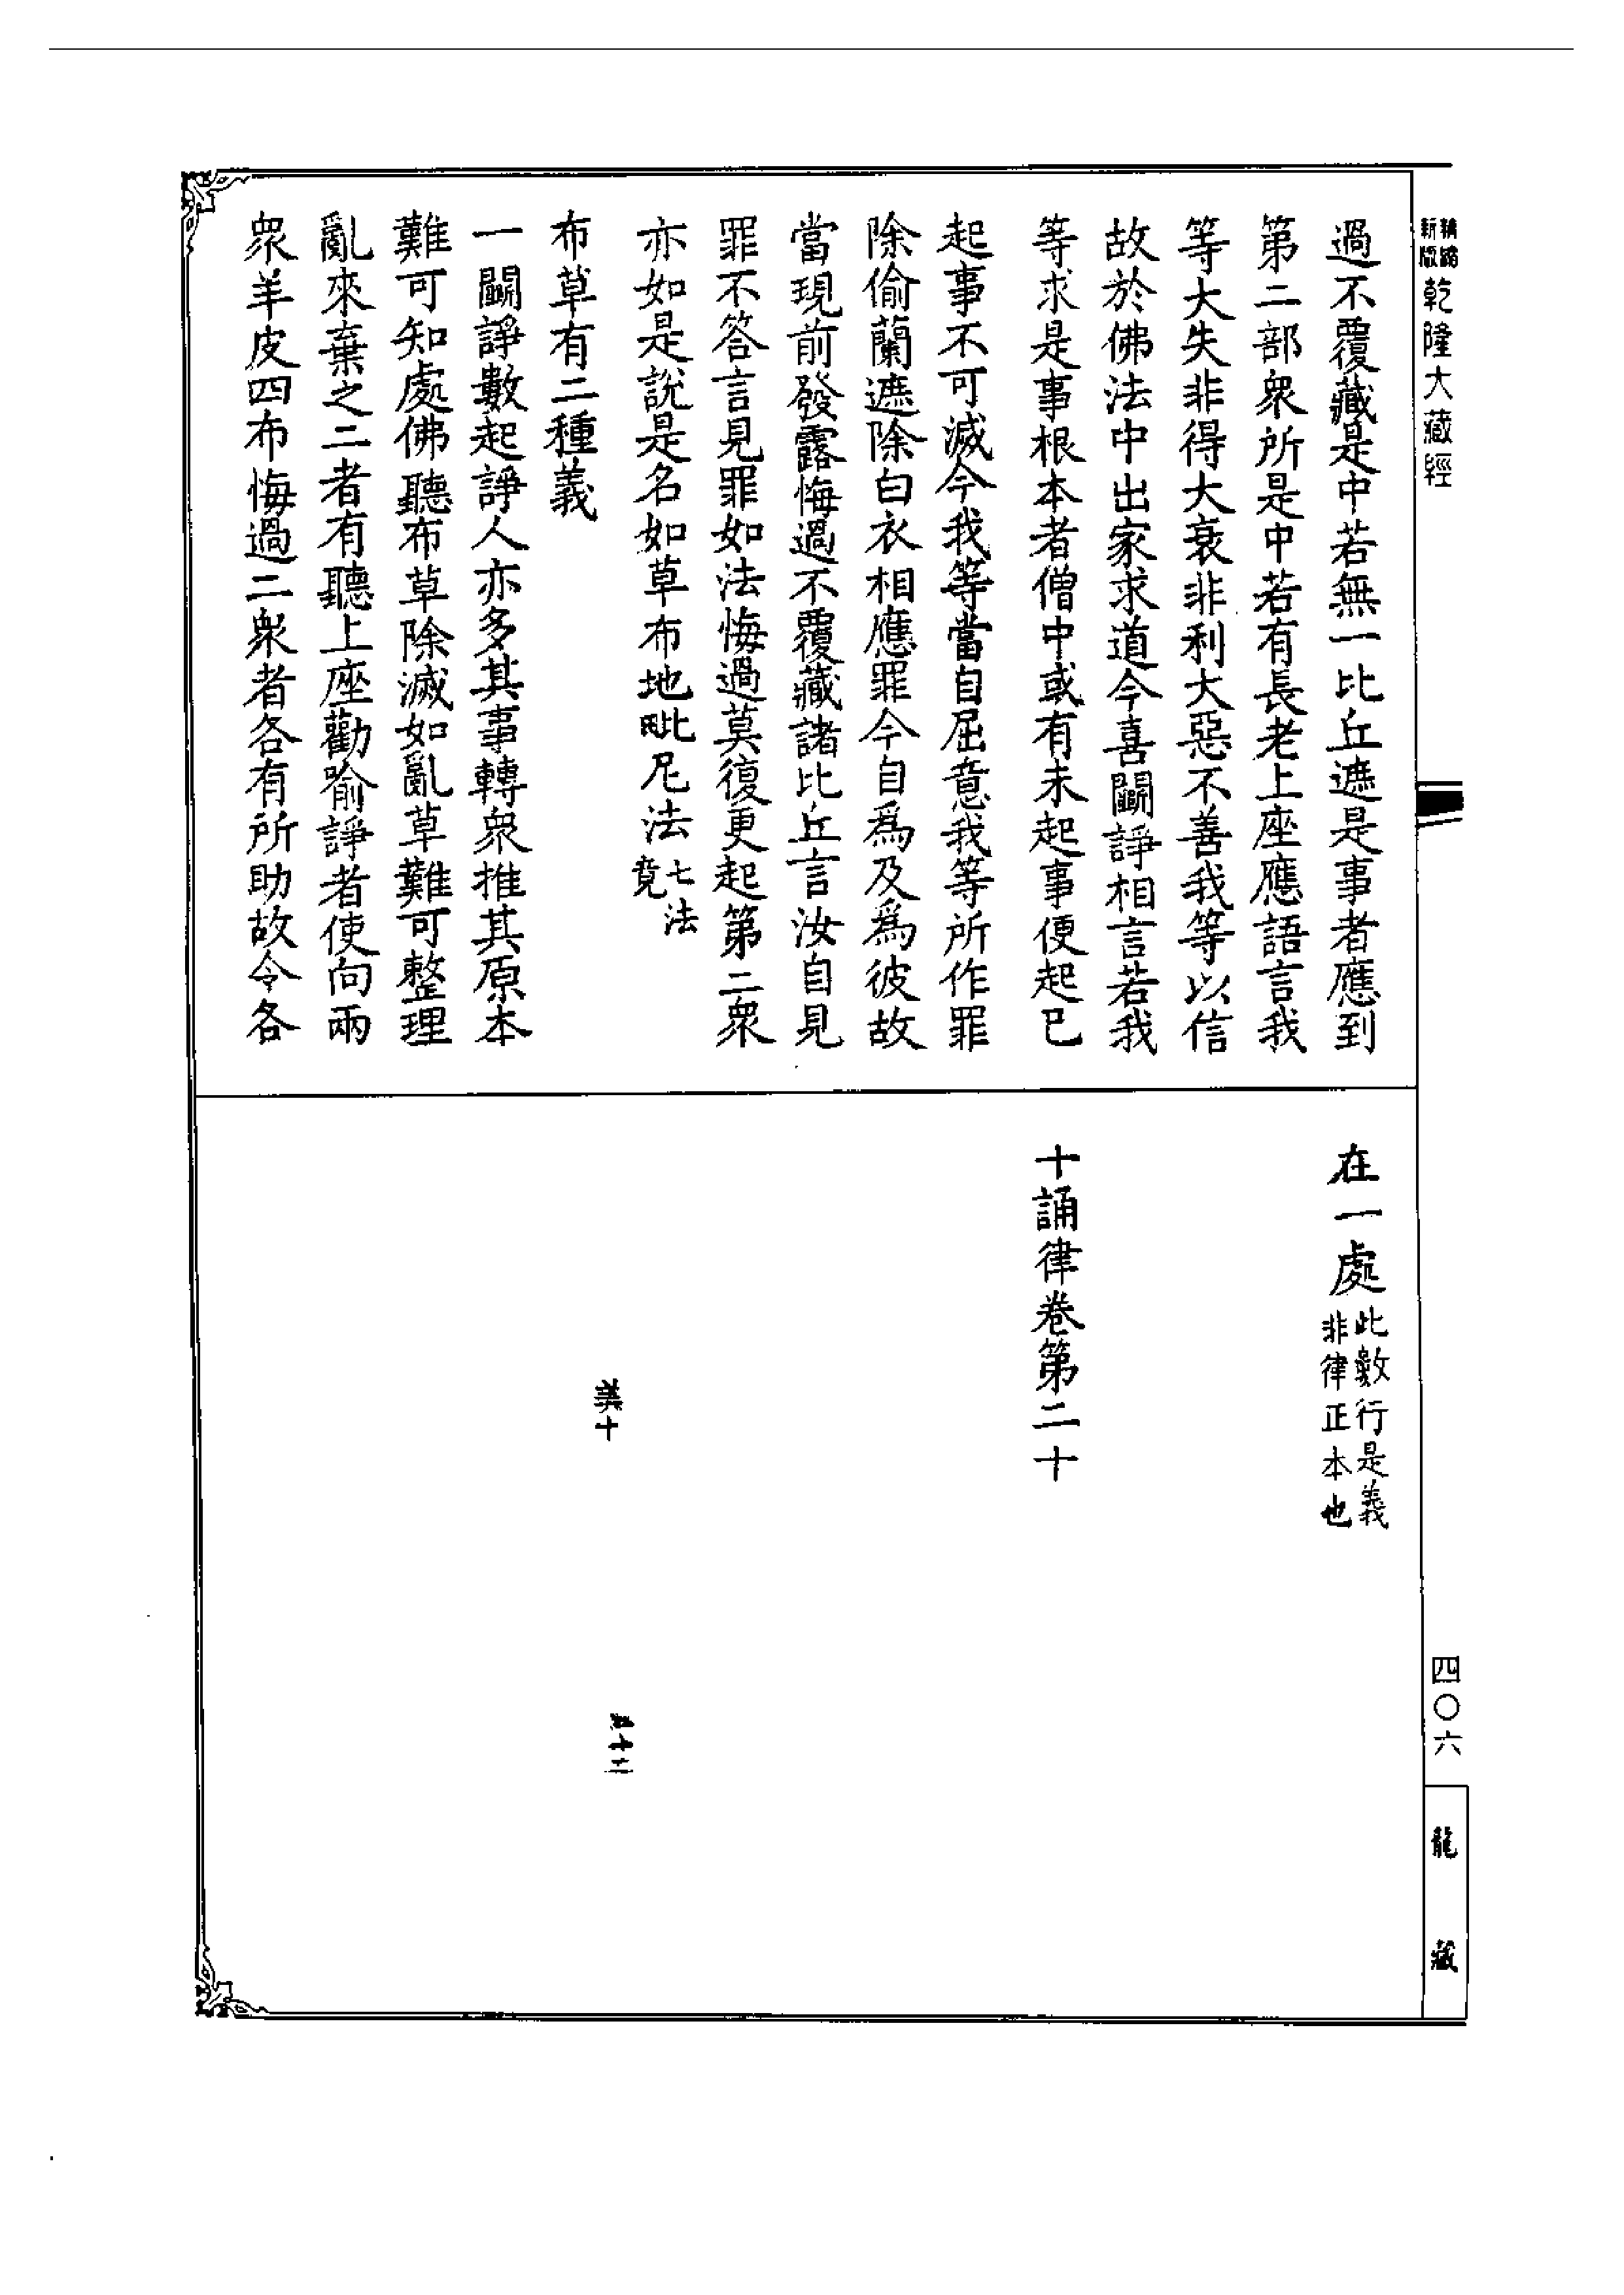 新版
乾隆大藏經
過不覆藏是中若無一比丘遮是事者應到
第二部衆所是中若有長老上座應語言我
等大失非得大衰非利大惡不善我等以信
故於佛法中出家求道今喜鬭諍相言若我
等求是事根本者僧中或有未起事便起已
起事不可滅今我等當自屈意我等所作罪
除偷蘭遮除白衣相應罪今自爲及爲彼故
當現前發露悔過不覆藏諸比丘言汝自見
罪不答言見罪如法悔過莫復更起第二衆
亦如是說是名如草布地毗尼法七法竟
布草有二種義
一鬭諍數起諍人亦多其事轉衆推其原本
難可知處佛聽布草除滅如亂草難可整理
亂來棄之二者有聽上座勸喻諍者使向兩
衆羊皮四布悔過二衆者各有所助故令各
在一處此數行是義非律正本也
十誦律卷第二十
十
十二
四〇六
龍藏